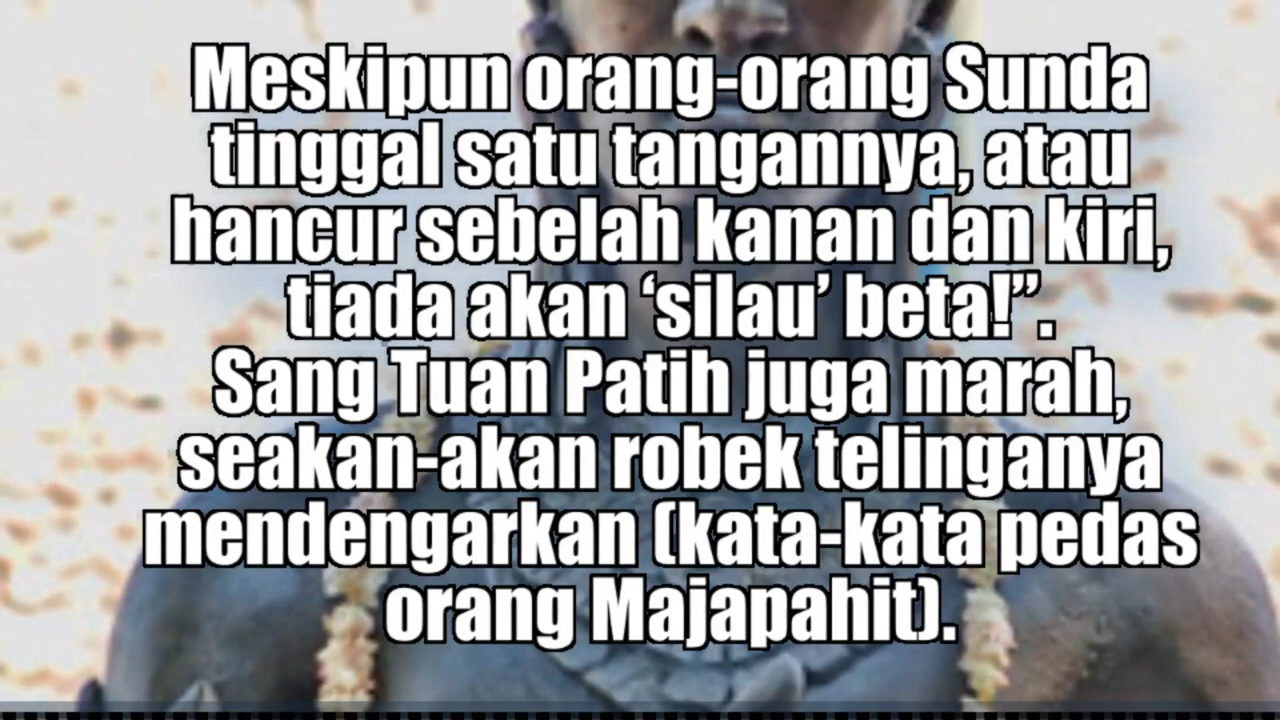 Meskipun orang-orang Sunda
tinggal satu tangannya, atau
hancur sebelah kanan dan kiri,
tiada akan ‘silau’ beta!”.
Sang Tuan Patih juga marah,
seakan-akan robek telinganya
mendengarkan (kata-kata pedas
orang Majapahit).